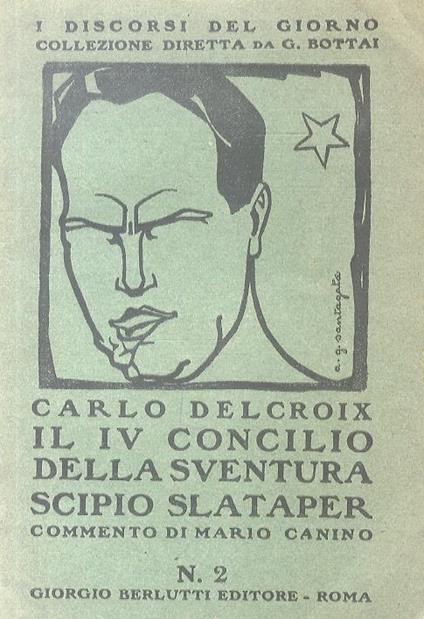 I DISCORSI DEL GIORNO
COLLEZIONE DIRETTA DA G. BOTTAI
a. g. santagata
CARLO DELCROIX
IL IV CONCILIO
DELLA SVENTURA
SCIPIO SLATAPER
COMMENTO DI MARIO CANINO
N. 2
GIORGIO BERLUTTI EDITORE - ROMA